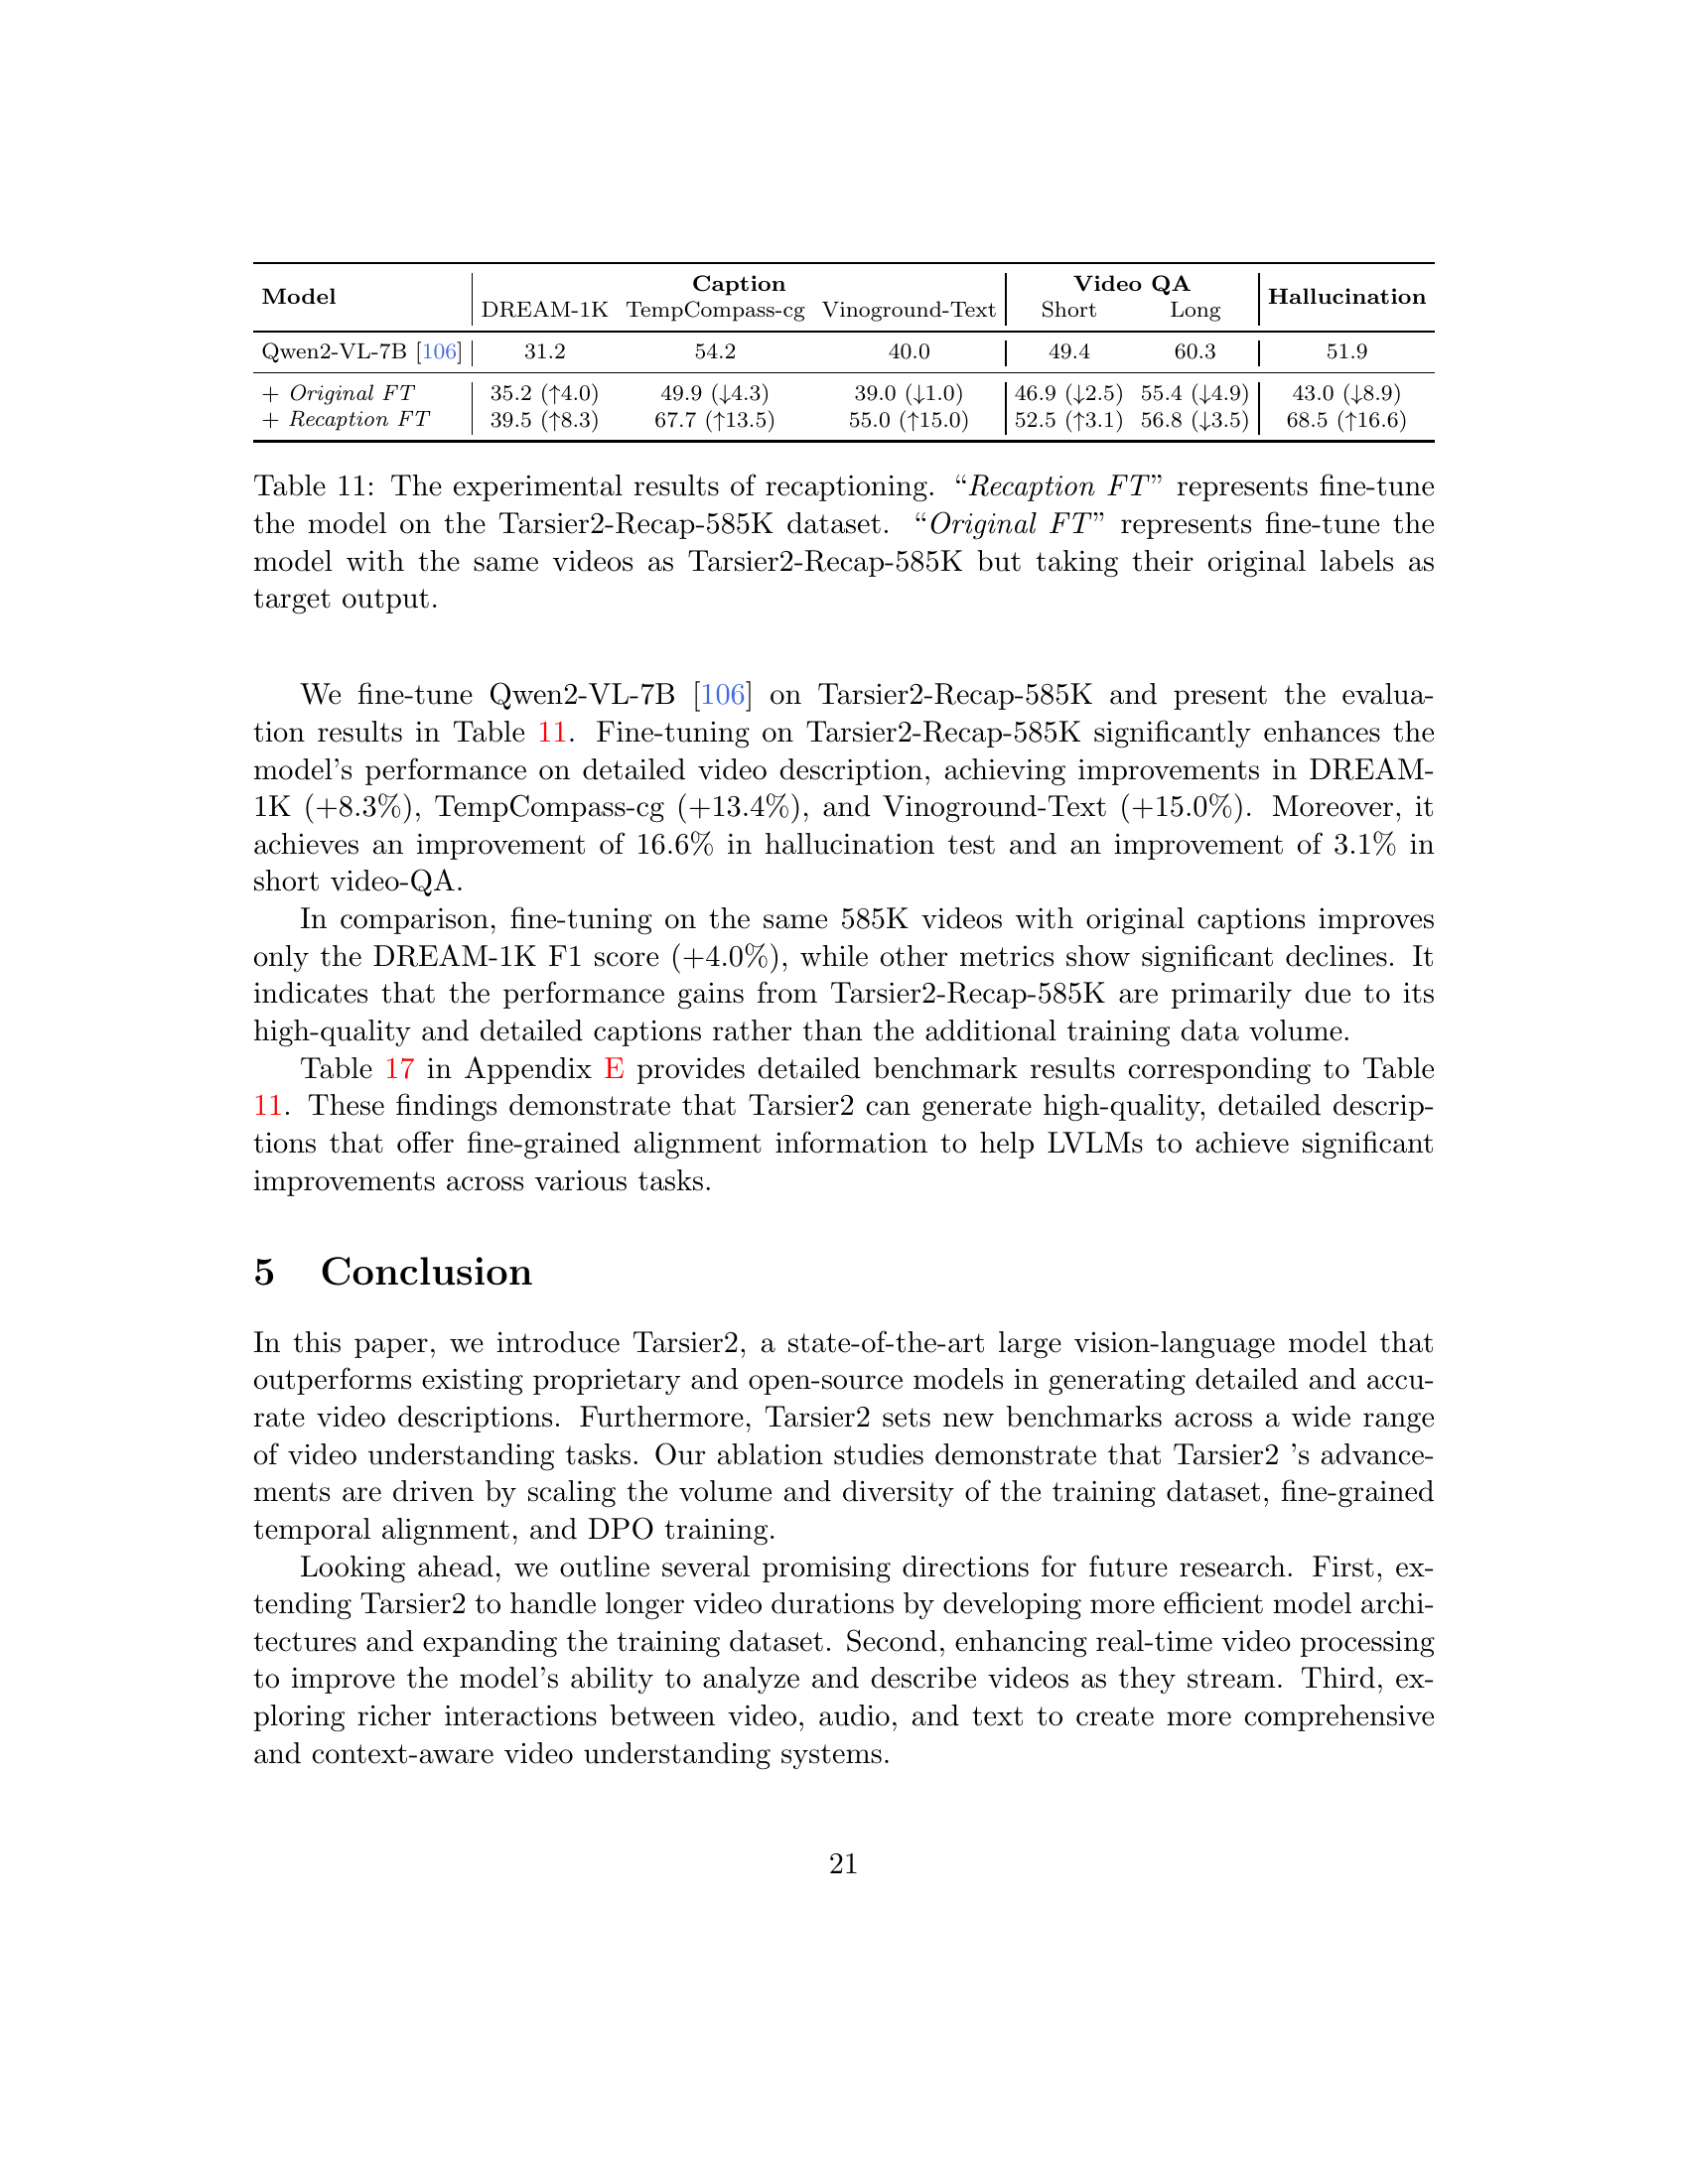 Model Caption Video QA Hallucination
DREAM-1K TempCompass-cg Vinoground-Text Short Long
Qwen2-VL-7B [106] 31.2 54.2 40.0 49.4 60.3 51.9
+ Original FT 35.2 (↑4.0) 49.9 (↓4.3) 39.0 (↓1.0) 46.9 (↓2.5) 55.4 (↓4.9) 43.0 (↓8.9)
+ Recaption FT 39.5 (↑8.3) 67.7 (↑13.5) 55.0 (↑15.0) 52.5 (↑3.1) 56.8 (↓3.5) 68.5 (↑16.6)
Table 11: The experimental results of recaptioning. “Recaption FT” represents fine-tune
the model on the Tarsier2-Recap-585K dataset. “Original FT” represents fine-tune the
model with the same videos as Tarsier2-Recap-585K but taking their original labels as
target output.
We fine-tune Qwen2-VL-7B [106] on Tarsier2-Recap-585K and present the evalua-
tion results in Table 11. Fine-tuning on Tarsier2-Recap-585K significantly enhances the
model’s performance on detailed video description, achieving improvements in DREAM-
1K (+8.3%), TempCompass-cg (+13.4%), and Vinoground-Text (+15.0%). Moreover, it
achieves an improvement of 16.6% in hallucination test and an improvement of 3.1% in
short video-QA.
In comparison, fine-tuning on the same 585K videos with original captions improves
only the DREAM-1K F1 score (+4.0%), while other metrics show significant declines. It
indicates that the performance gains from Tarsier2-Recap-585K are primarily due to its
high-quality and detailed captions rather than the additional training data volume.
Table 17 in Appendix E provides detailed benchmark results corresponding to Table
11. These findings demonstrate that Tarsier2 can generate high-quality, detailed descrip-
tions that offer fine-grained alignment information to help LVLMs to achieve significant
improvements across various tasks.
5 Conclusion
In this paper, we introduce Tarsier2, a state-of-the-art large vision-language model that
outperforms existing proprietary and open-source models in generating detailed and accu-
rate video descriptions. Furthermore, Tarsier2 sets new benchmarks across a wide range
of video understanding tasks. Our ablation studies demonstrate that Tarsier2 ’s advance-
ments are driven by scaling the volume and diversity of the training dataset, fine-grained
temporal alignment, and DPO training.
Looking ahead, we outline several promising directions for future research. First, ex-
tending Tarsier2 to handle longer video durations by developing more efficient model archi-
tectures and expanding the training dataset. Second, enhancing real-time video processing
to improve the model’s ability to analyze and describe videos as they stream. Third, ex-
ploring richer interactions between video, audio, and text to create more comprehensive
and context-aware video understanding systems.
21